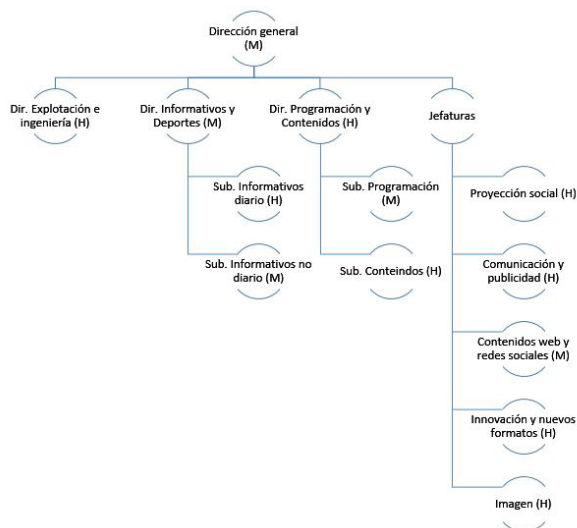 Dirección general
(M)
Dir. Explotación e
ingeniería (H)
Dir. Informativos y
Deportes (M)
Dir. Programación y
Contenidos (H)
Jefaturas
Sub. Informativos
diario (H)
Sub. Programación
(M)
Proyección social (H)
Sub. Informativos no
diario (M)
Sub. Conteindos (H)
Comunicación y
publicidad (H)
Contenidos web y
redes sociales (M)
Innovación y nuevos
formatos (H)
Imagen (H)